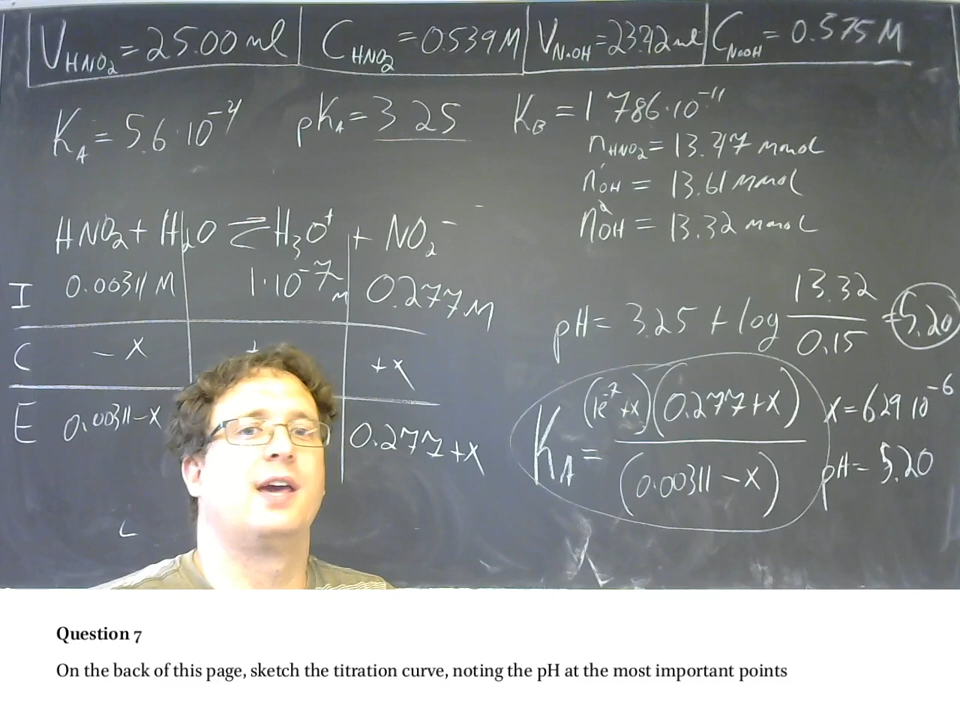 V_HNO₂ = 25.00 ml | C_HNO₂ = 0.539 M | V_NaOH = 23.42 ml | C_NaOH = 0.575 M
K_A = 5.6·10⁻⁴ pK_A = 3.25 K_B = 1.786·10⁻¹¹
n_HNO₂ = 13.47 mmol
n_OH = 13.61 mmol
n_OH = 13.32 mmol
HNO₂ + H₂O ⇌ H₃O⁺ + NO₂⁻
I 0.00311 M 1·10⁻⁷ M 0.277 M
pH = 3.25 + log 13.32 / 0.15 = 5.20
C - x + +x
E 0.00311-x 0.277+x
K_A = (1e⁻⁷+x)(0.277+x) / (0.00311-x)
x = 6.29 10⁻⁶
pH = 5.20
Question 7
On the back of this page, sketch the titration curve, noting the pH at the most important points